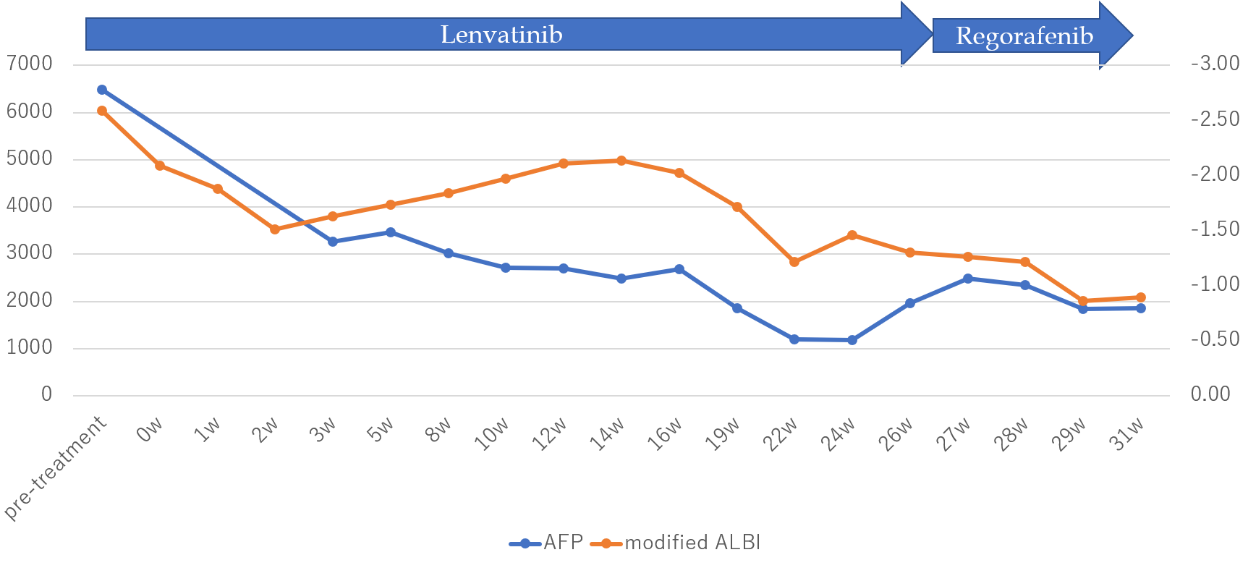 Lenvatinib
Regorafenib
7000
6000
5000
4000
3000
2000
1000
0
-3.00
-2.50
-2.00
-1.50
-1.00
-0.50
0.00
pre-treatment
0w
1w
2w
3w
5w
8w
10w
12w
14w
16w
19w
22w
24w
26w
27w
28w
29w
31w
AFP
modified ALBI